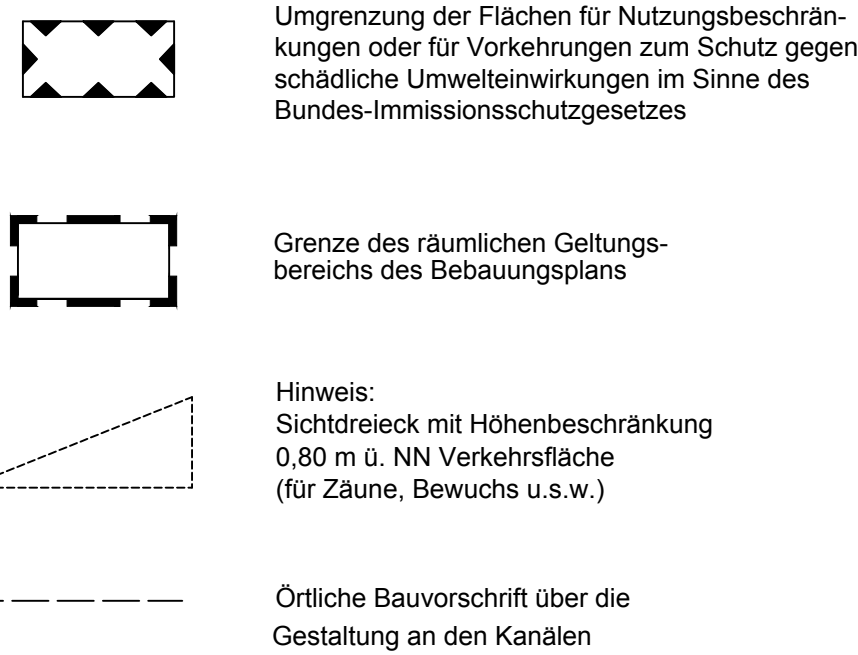 Umgrenzung der Flächen für Nutzungsbeschrän-
kungen oder für Vorkehrungen zum Schutz gegen
schädliche Umwelteinwirkungen im Sinne des
Bundes-Immissionsschutzgesetzes
Grenze des räumlichen Geltungs-
bereichs des Bebauungsplans
Hinweis:
Sichtdreieck mit Höhenbeschränkung
0,80 m ü. NN Verkehrsfläche
(für Zäune, Bewuchs u.s.w.)
Örtliche Bauvorschrift über die
Gestaltung an den Kanälen